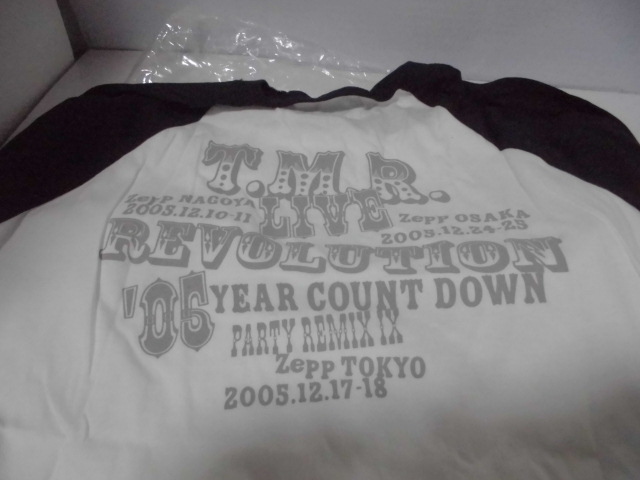 T.M.R.
Zepp NAGOYA
2005.12.10-11
LIVE
Zepp OSAKA
2005.12.24-25
REVOLUTION
'05 YEAR COUNT DOWN
PARTY REMIX IX
Zepp TOKYO
2005.12.17-18